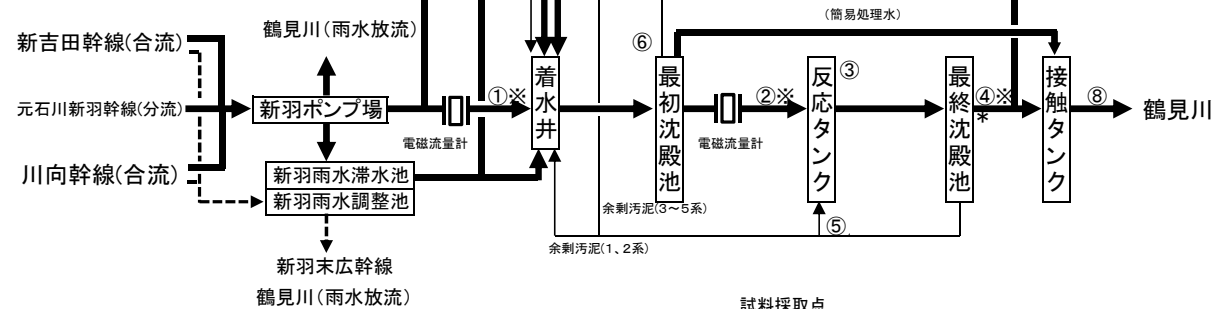 (簡易処理水)
鶴見川(雨水放流)
新吉田幹線(合流)
⑥
着水井
最初沈殿池
反応タンク
③
最終沈殿池
接触タンク
元石川新羽幹線(分流)
新羽ポンプ場
①※
②※
④※
*
⑧
鶴見川
電磁流量計
電磁流量計
川向幹線(合流)
新羽雨水滞水池
新羽雨水調整池
余剰汚泥(3~5系)
⑤
余剰汚泥(1、2系)
新羽末広幹線
鶴見川(雨水放流)
試料採取点